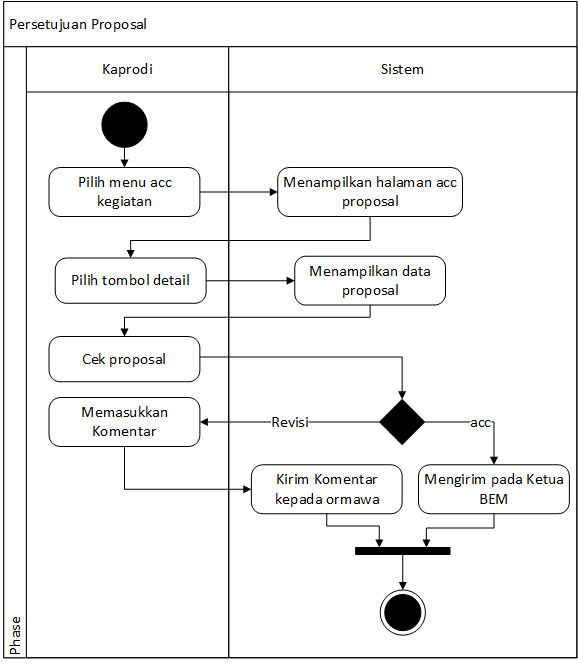 Persetujuan Proposal
Kaprodi
Sistem
Pilih menu acc
kegiatan
Menampilkan halaman acc
proposal
Pilih tombol detail
Menampilkan data
proposal
Cek proposal
Memasukkan
Komentar
Revisi
acc
Kirim Komentar
kepada ormawa
Mengirim pada Ketua
BEM
Phase